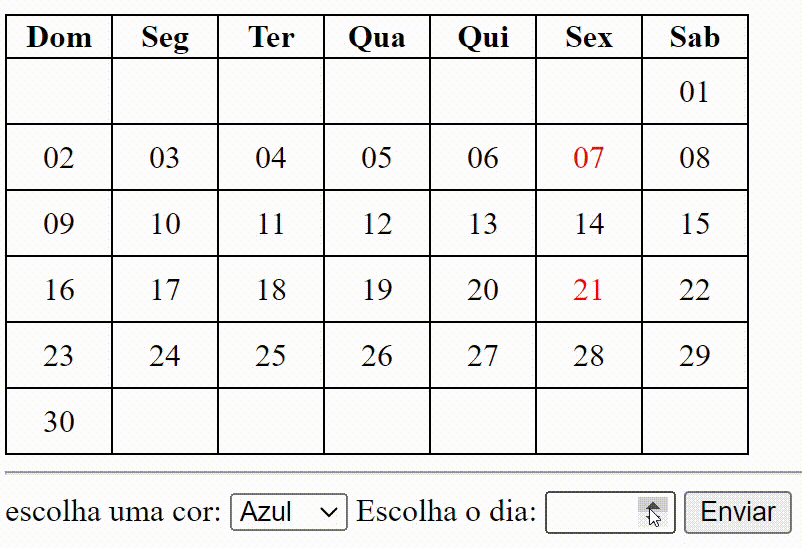 Dom Seg Ter Qua Qui Sex Sab
01
02 03 04 05 06 07 08
09 10 11 12 13 14 15
16 17 18 19 20 21 22
23 24 25 26 27 28 29
30
escolha uma cor: Azul Escolha o dia: Enviar